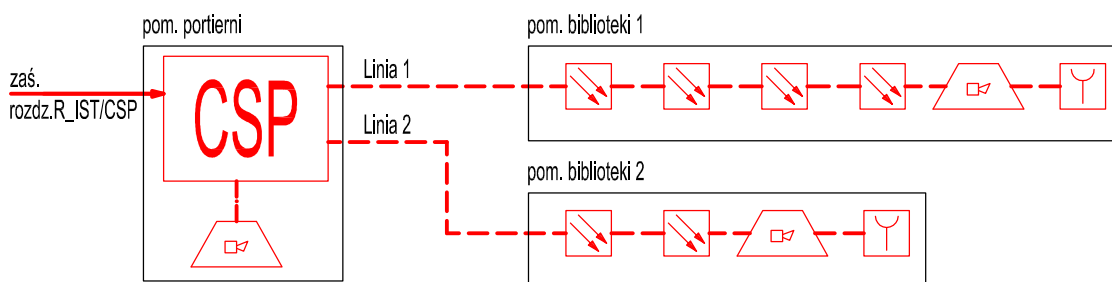 pom. portierni
pom. biblioteki 1
zaś.
rozdz.R_IST/CSP
CSP
Linia 1
Linia 2
pom. biblioteki 2